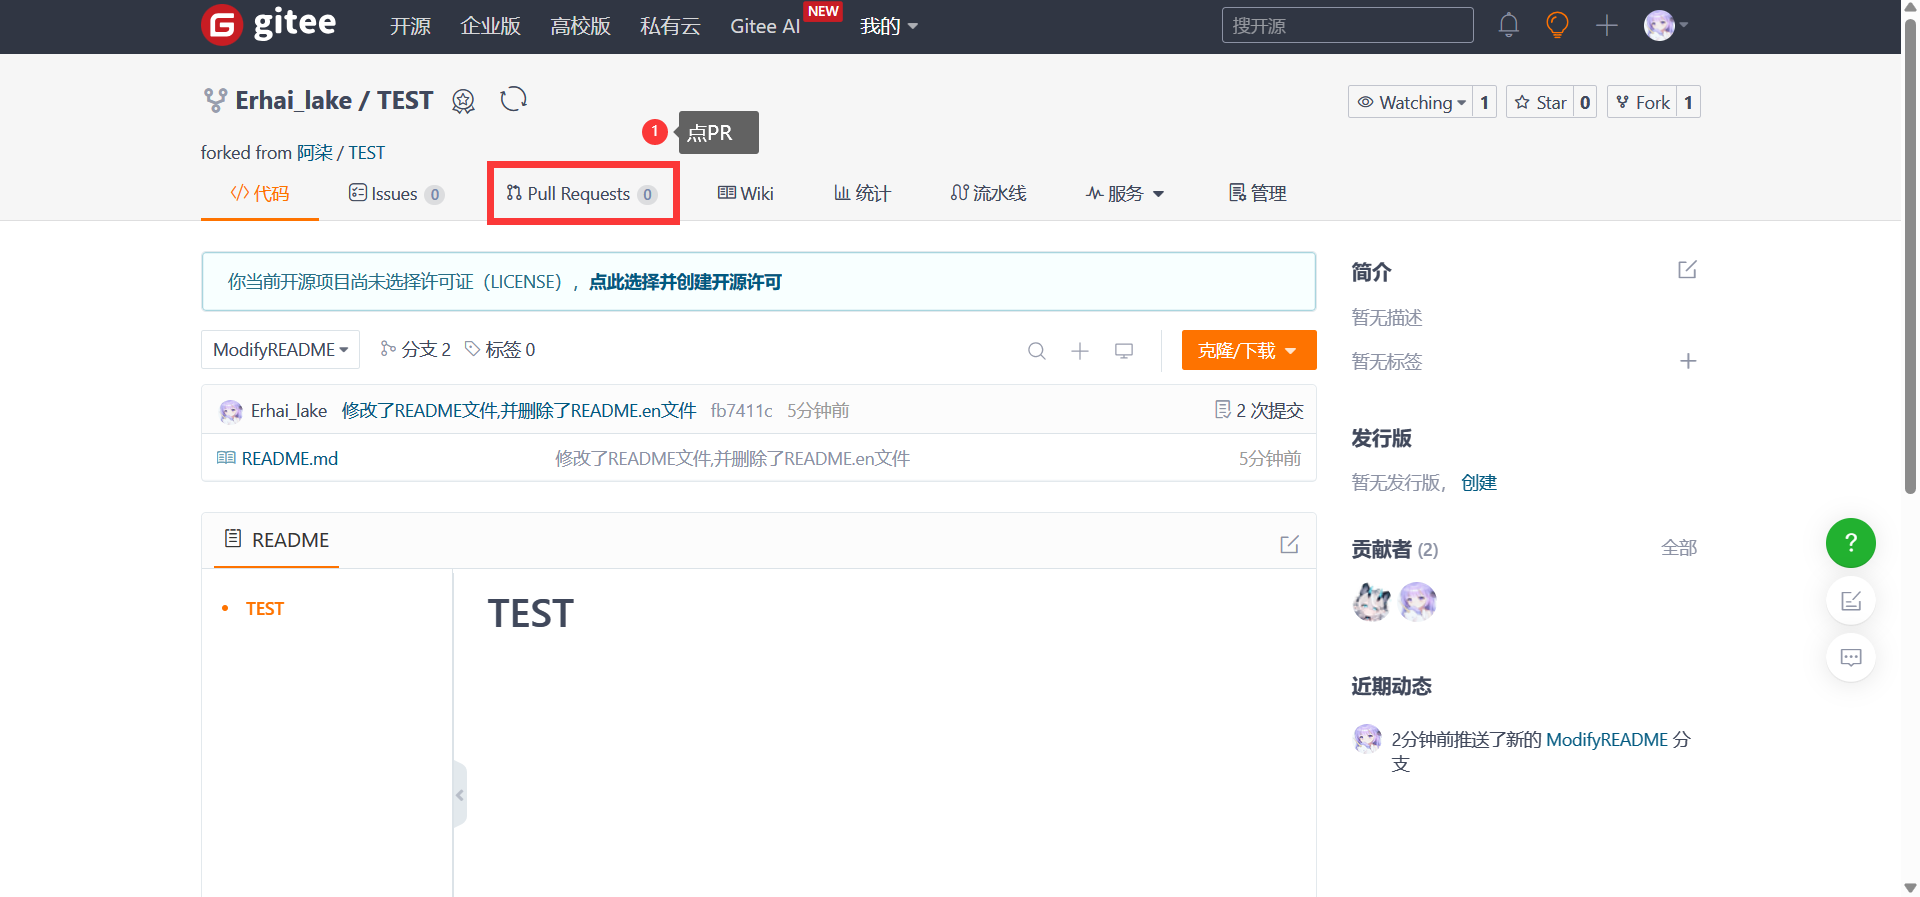 gitee 开源 企业版 高校版 私有云 Gitee AI NEW 我的 搜开源
Erhai_lake / TEST
Watching 1 Star 0 Fork 1
1 点PR
forked from 阿柒 / TEST
代码 Issues 0 Pull Requests 0 Wiki 统计 流水线 服务 管理
你当前开源项目尚未选择许可证（LICENSE），点此选择并创建开源许可
ModifyREADME 分支 2 标签 0 克隆/下载
Erhai_lake 修改了README文件,并删除了README.en文件 fb7411c 5分钟前 2 次提交
README.md 修改了README文件,并删除了README.en文件 5分钟前
README
TEST
TEST
简介
暂无描述
暂无标签
发行版
暂无发行版， 创建
贡献者 (2) 全部
近期动态
2分钟前推送了新的 ModifyREADME 分
支
?